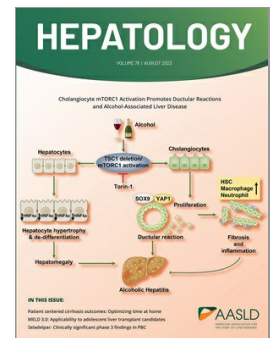 HEPATOLOGY
VOLUME 78 | AUGUST 2023
Cholangiocyte mTORC1 Activation Promotes Ductular Reactions
and Alcohol-Associated Liver Disease
Alcohol
Hepatocytes
Cholangiocytes
TSC1 deletion/
mTORC1 activation
Torin-1
SOX9
YAP1
HSC
Macrophage
Neutrophil
Proliferation
Hepatocyte hypertrophy
& de-differentiation
Ductular reaction
Fibrosis
and
inflammation
Hepatomegaly
Alcoholic Hepatitis
IN THIS ISSUE:
Patient centered cirrhosis outcomes: Optimizing time at home
MELD 3.0: Applicability to adolescent liver transplant candidates
Seladelpar: Clinically significant phase 3 findings in PBC
AASLD